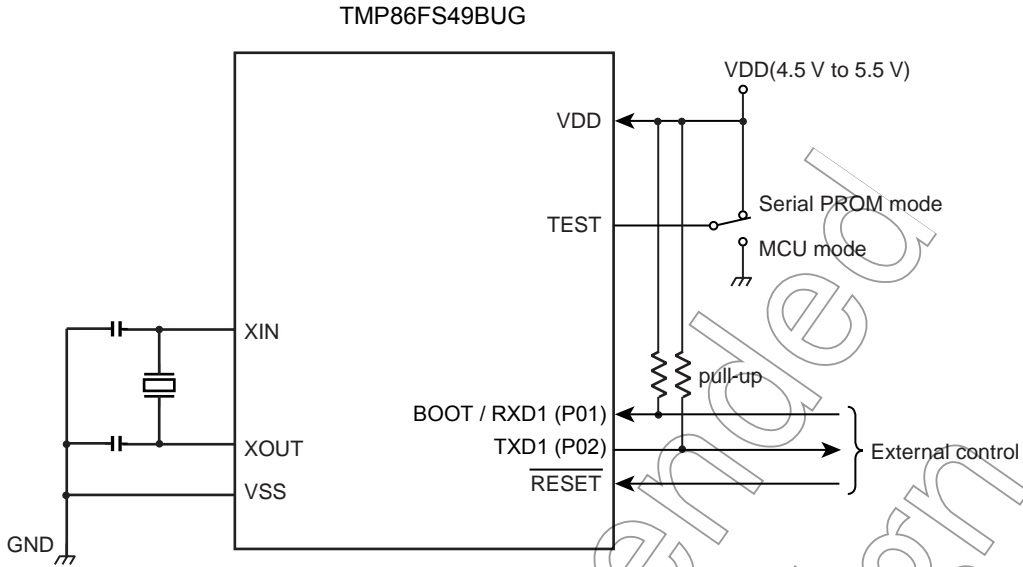 TMP86FS49BUG
VDD(4.5 V to 5.5 V)
VDD
Serial PROM mode
TEST
MCU mode
XIN
pull-up
BOOT / RXD1 (P01)
XOUT
TXD1 (P02)
External control
RESET
VSS
GND